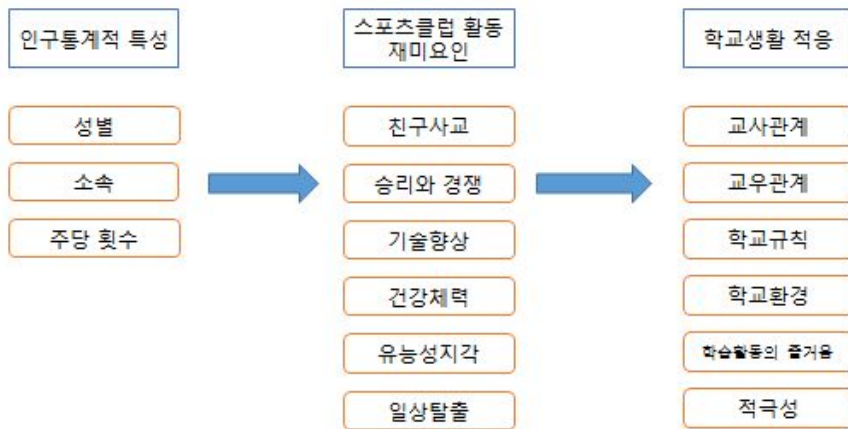 인구통계적 특성
성별
소속
주당 횟수
스포츠클럽 활동
재미요인
친구사교
승리와 경쟁
기술향상
건강체력
유능성지각
일상탈출
학교생활 적응
교사관계
교우관계
학교규칙
학교환경
학습활동의 즐거움
적극성